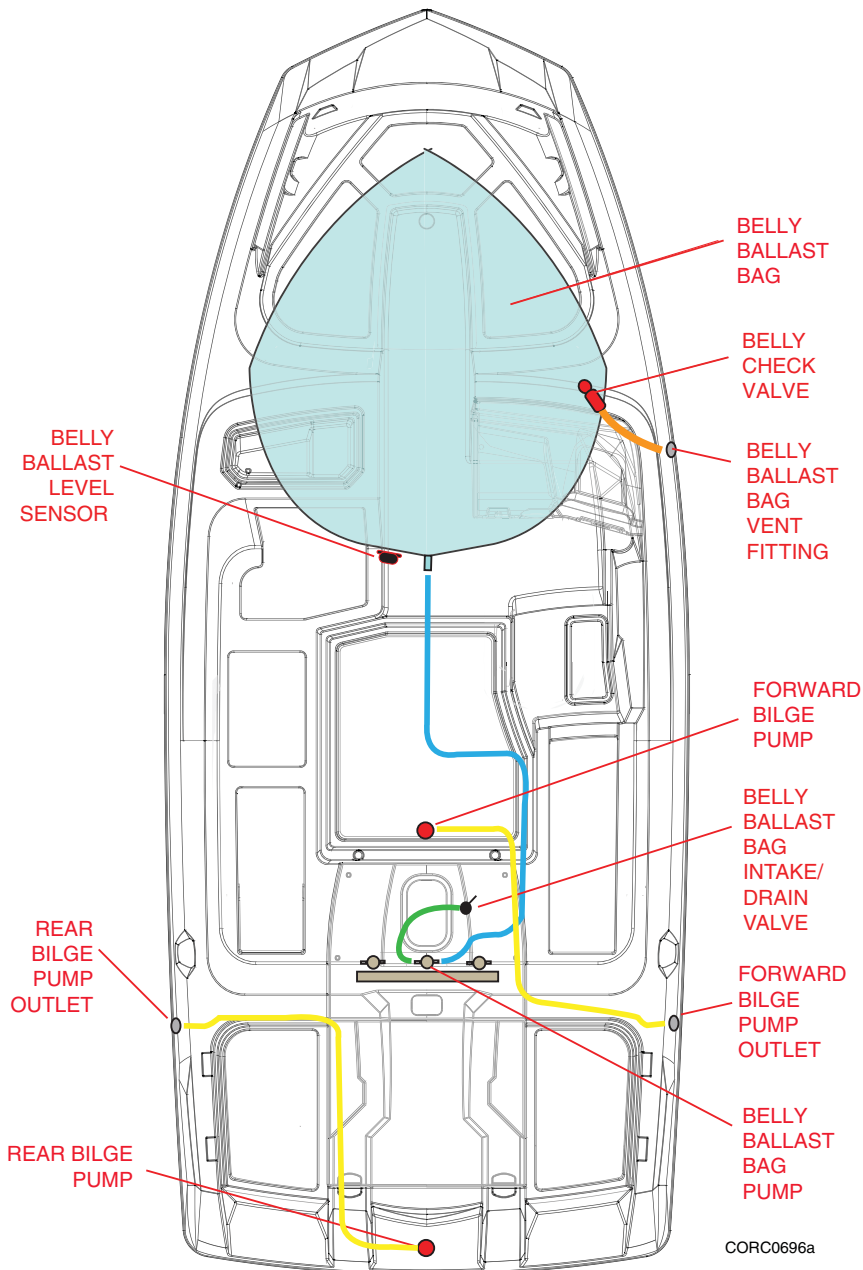 BELLY
BALLAST
BAG
BELLY
CHECK
VALVE
BELLY
BALLAST
LEVEL
SENSOR
BELLY
BALLAST
BAG
VENT
FITTING
FORWARD
BILGE
PUMP
BELLY
BALLAST
BAG
INTAKE/
DRAIN
VALVE
REAR
BILGE
PUMP
OUTLET
FORWARD
BILGE
PUMP
OUTLET
BELLY
BALLAST
BAG
PUMP
REAR BILGE
PUMP
CORC0696a